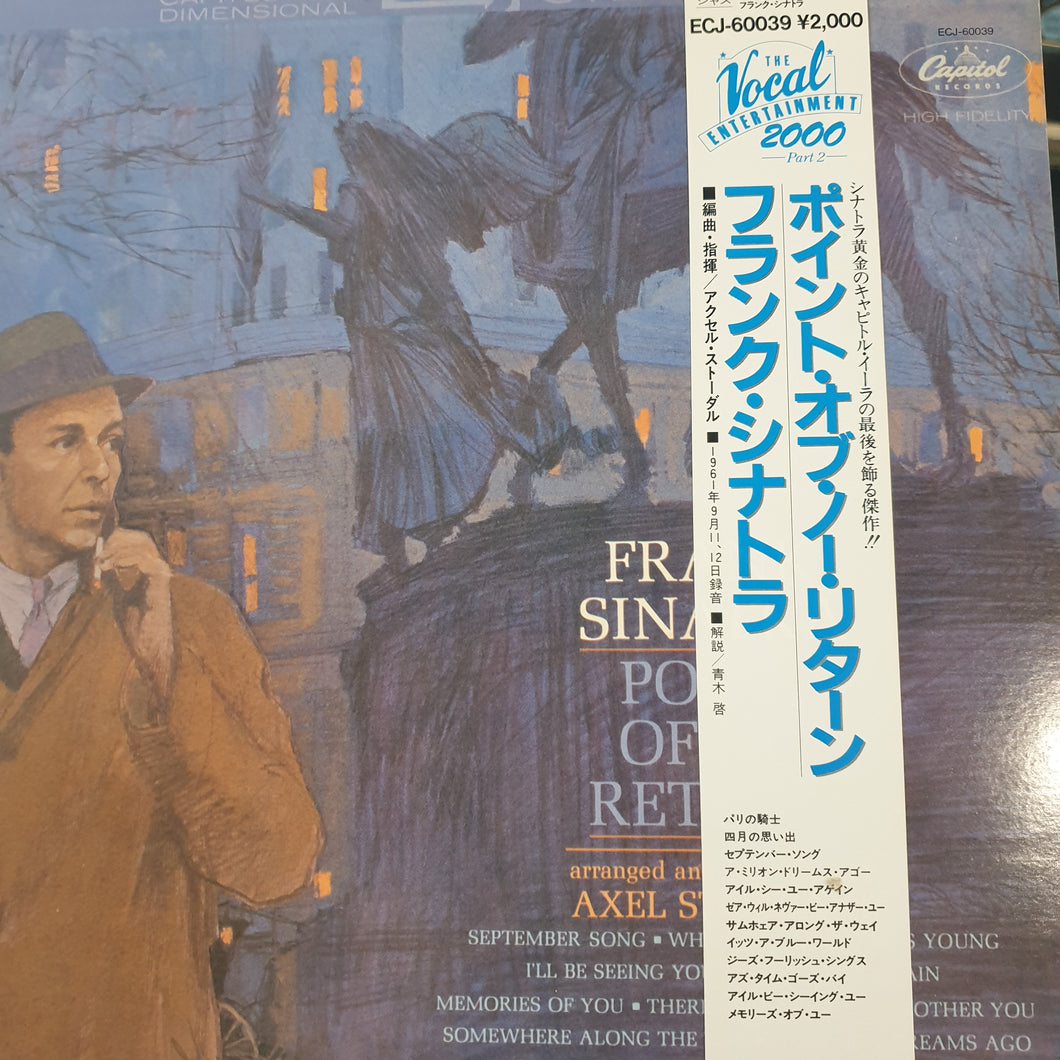 DIMENSIONAL
ジャズ
フランク・シナトラ
ECJ-60039 ¥2,000
THE
Vocal
ENTERTAINMENT
2000
Part 2
ECJ-60039
Capitol
RECORDS
HIGH FIDELITY
シナトラ黄金のキャピトル・イーラの最後を飾る傑作!!
ポイント・オブ・ノー・リターン
フランク・シナトラ
■編曲・指揮/アクセル・ストーダル ■1961年9月11、12日録音 ■解説/青木 啓
FRA
SINA
PO
OF
RET
arranged an
AXEL S
パリの騎士
四月の思い出
セプテンバー・ソング
ア・ミリオン・ドリームス・アゴー
アイル・シー・ユー・アゲイン
ゼア・ウィル・ネヴァー・ビー・アナザー・ユー
サムホェア・アロング・ザ・ウェイ
イッツ・ア・ブルー・ワールド
ジーズ・フーリッシュ・シングス
アズ・タイム・ゴーズ・バイ
アイル・ビー・シーイング・ユー
メモリーズ・オブ・ユー
SEPTEMBER SONG ▪ WH S YOUNG
I'LL BE SEEING YOU AIN
MEMORIES OF YOU ▪ THER OTHER YOU
SOMEWHERE ALONG THE REAMS AGO